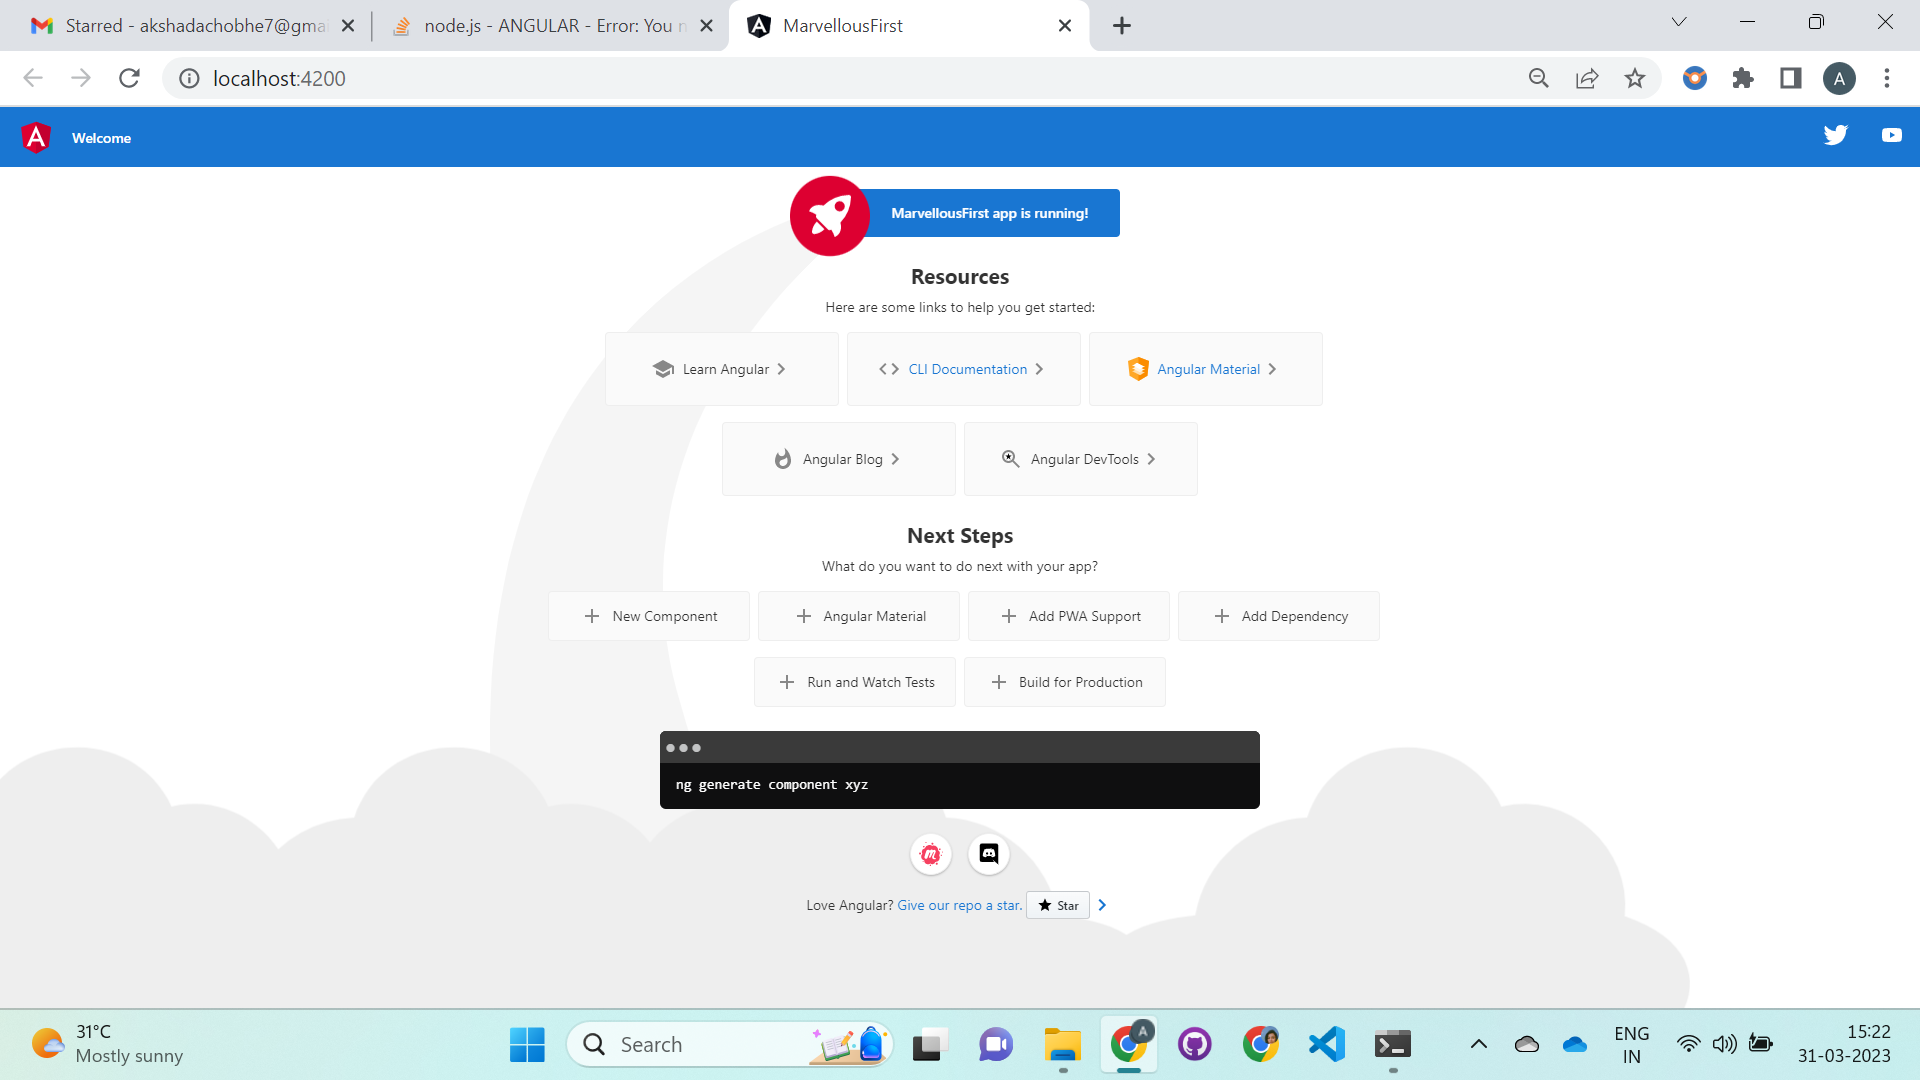 Starred - akshadachobhe7@gmai
node.js - ANGULAR - Error: You n
MarvellousFirst
localhost:4200
A
Welcome
MarvellousFirst app is running!
Resources
Here are some links to help you get started:
Learn Angular
CLI Documentation
Angular Material
Angular Blog
Angular DevTools
Next Steps
What do you want to do next with your app?
New Component
Angular Material
Add PWA Support
Add Dependency
Run and Watch Tests
Build for Production
ng generate component xyz
Love Angular? Give our repo a star. Star
31°C
Mostly sunny
Search
A
ENG
IN
15:22
31-03-2023